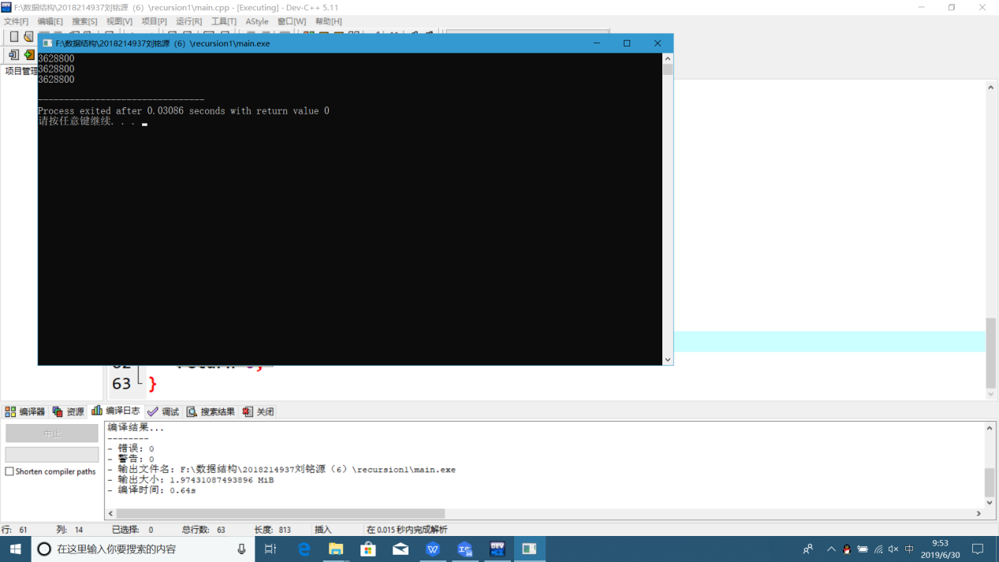 F:\数据结构\2018214937刘铭源（6）\recursion1\main.cpp - [Executing] - Dev-C++ 5.11
文件[F] 编辑[E] 搜索[S] 视图[V] 项目[P] 运行[R] 工具[T] AStyle 窗口[W] 帮助[H]
F:\数据结构\2018214937刘铭源（6）\recursion1\main.exe
项目管理
3628800
3628800
3628800
--------------------------------
Process exited after 0.03086 seconds with return value 0
请按任意键继续. . .
63 }
编译器 资源 编译日志 调试 搜索结果 关闭
中止
Shorten compiler paths
编译结果...
--------
- 错误: 0
- 警告: 0
- 输出文件名: F:\数据结构\2018214937刘铭源（6）\recursion1\main.exe
- 输出大小: 1.97431087493896 MiB
- 编译时间: 0.64s
行: 61 列: 14 已选择: 0 总行数: 63 长度: 813 插入 在 0.015 秒内完成解析
在这里输入你要搜索的内容
中
9:53
2019/6/30